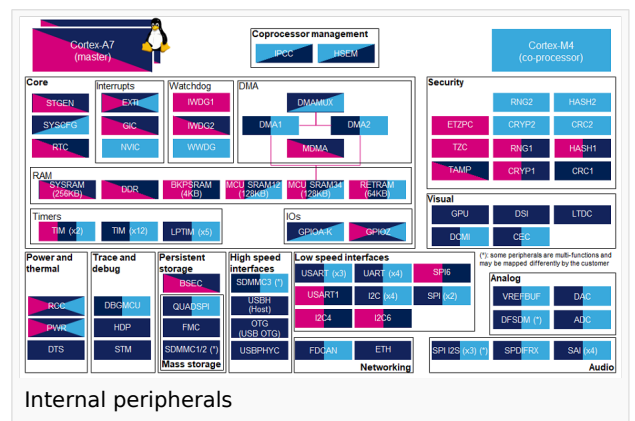 Cortex-A7
(master)
Coprocessor management
IPCC
HSEM
Cortex-M4
(co-processor)
Core
STGEN
SYSCFG
RTC
Interrupts
EXTI
GIC
NVIC
Watchdog
IWDG1
IWDG2
WWDG
DMA
DMAMUX
DMA1
DMA2
MDMA
Security
RNG2
HASH2
ETZPC
CRYP2
CRC2
TZC
RNG1
HASH1
TAMP
CRYP1
CRC1
RAM
SYSRAM
(256KB)
DDR
BKPSRAM
(4KB)
MCU SRAM12
(128KB)
MCU SRAM34
(128KB)
RETRAM
(64KB)
Timers
TIM (x2)
TIM (x12)
LPTIM (x5)
IOs
GPIOA-K
GPIOZ
Visual
GPU
DSI
LTDC
DCMI
CEC
(*): some peripherals are multi-functions and
may be mapped differently by the customer
Power and
thermal
RCC
PWR
DTS
Trace and
debug
DBGMCU
HDP
STM
Persistent
storage
BSEC
QUADSPI
FMC
SDMMC1/2 (*)
Mass storage
High speed
interfaces
SDMMC3 (*)
USBH
(Host)
OTG
(USB OTG)
USBPHYC
Low speed interfaces
USART (x3)
UART (x4)
SPI6
USART1
I2C (x4)
SPI (x2)
I2C4
I2C6
FDCAN
ETH
Networking
Analog
VREFBUF
DAC
DFSDM (*)
ADC
SPI I2S (x3) (*)
SPDIFRX
SAI (x4)
Audio
Internal peripherals